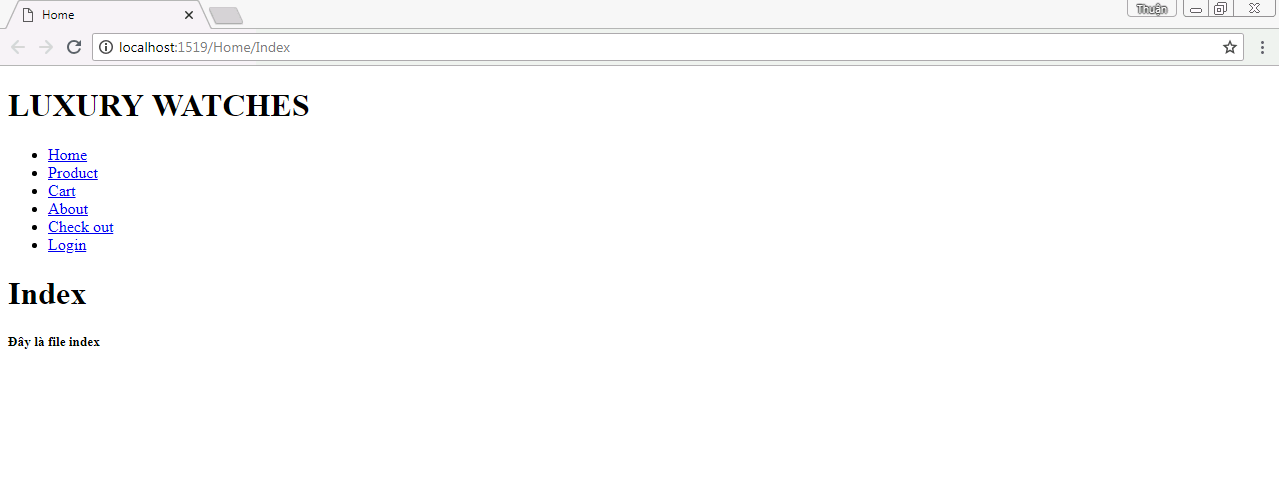 Home
Thuận
localhost:1519/Home/Index
LUXURY WATCHES
Home
Product
Cart
About
Check out
Login
Index
Đây là file index